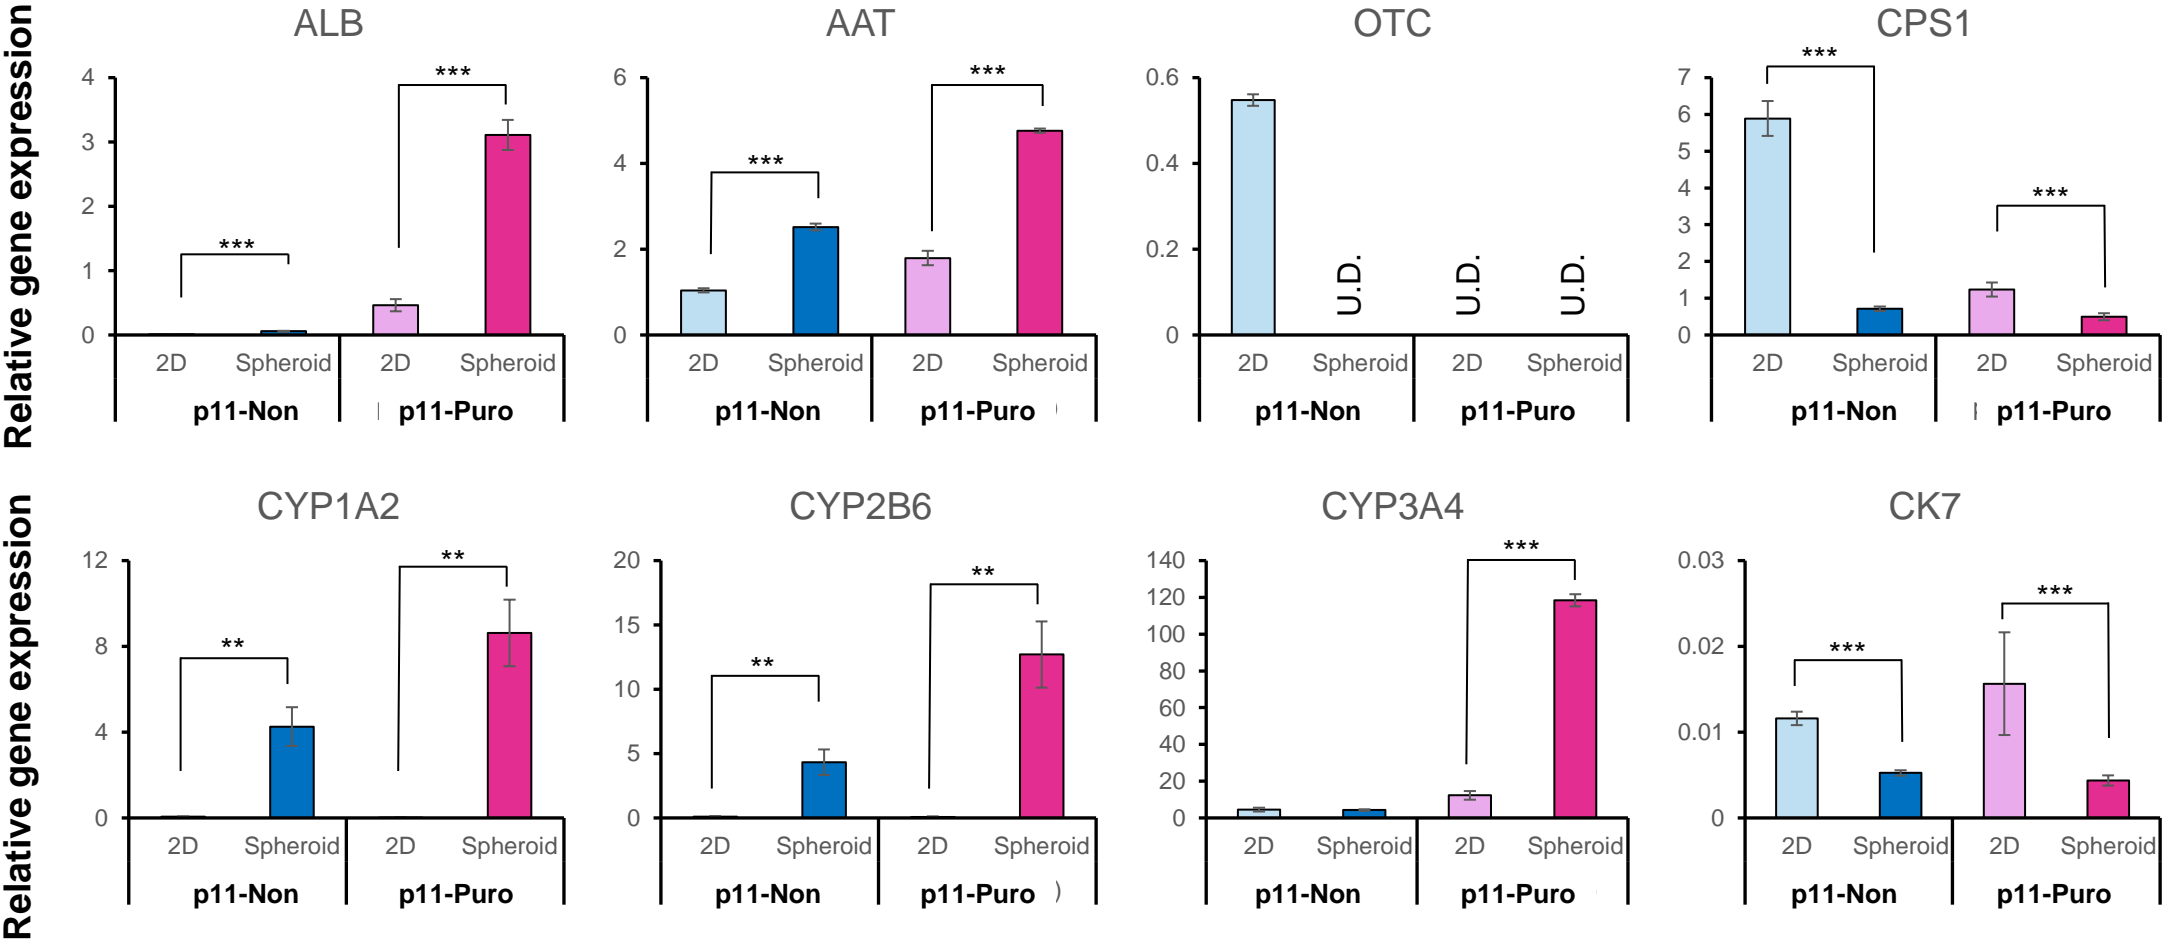 Relative gene expression
ALB
***
***
4
3
2
1
0
2D Spheroid 2D Spheroid
p11-Non p11-Puro
AAT
***
***
6
4
2
0
2D Spheroid 2D Spheroid
p11-Non p11-Puro
OTC
0.6
0.4
0.2
0
U.D. U.D. U.D.
2D Spheroid 2D Spheroid
p11-Non p11-Puro
CPS1
***
***
7
6
5
4
3
2
1
0
2D Spheroid 2D Spheroid
p11-Non p11-Puro
Relative gene expression
CYP1A2
**
**
12
8
4
0
2D Spheroid 2D Spheroid
p11-Non p11-Puro
CYP2B6
**
**
20
15
10
5
0
2D Spheroid 2D Spheroid
p11-Non p11-Puro
CYP3A4
***
140
120
100
80
60
40
20
0
2D Spheroid 2D Spheroid
p11-Non p11-Puro
CK7
***
***
0.03
0.02
0.01
0
2D Spheroid 2D Spheroid
p11-Non p11-Puro